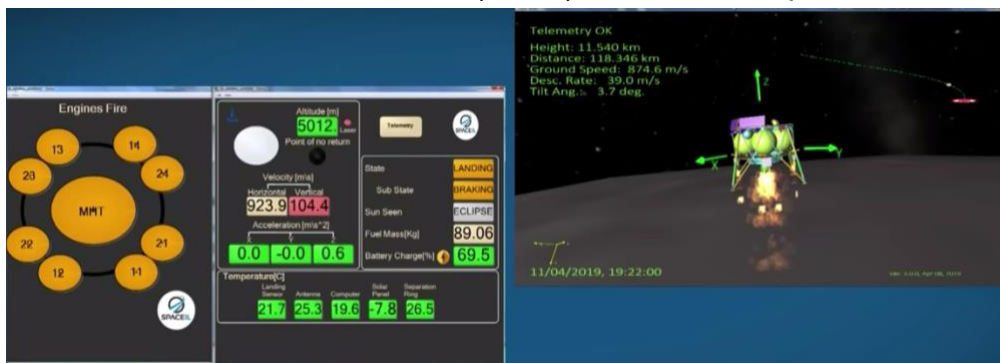 Engines Fire
13
14
23
24
MMT
22
21
12
11
SPACEIL
Altitude [m]
5012.
Laser
Point of no return
Velocity [m\s]
Horizontal Vertical
923.9 104.4
Acceleration [m\s^2]
X Y Z
0.0 -0.0 0.6
Telemetry
SPACEIL
State LANDING
Sub State BRAKING
Sun Seen ECLIPSE
Fuel Mass[Kg] 89.06
Battery Charge[%] 69.5
Temperature[C]
Landing Sensor Antenna Computer Solar Panel Separation Ring
21.7 25.3 19.6 -7.8 26.5
Telemetry OK
Height: 11.540 km
Distance: 118.346 km
Ground Speed: 874.6 m/s
Desc. Rate: 39.0 m/s
Tilt Ang.: 3.7 deg.
Z
X
Y
11/04/2019, 19:22:00